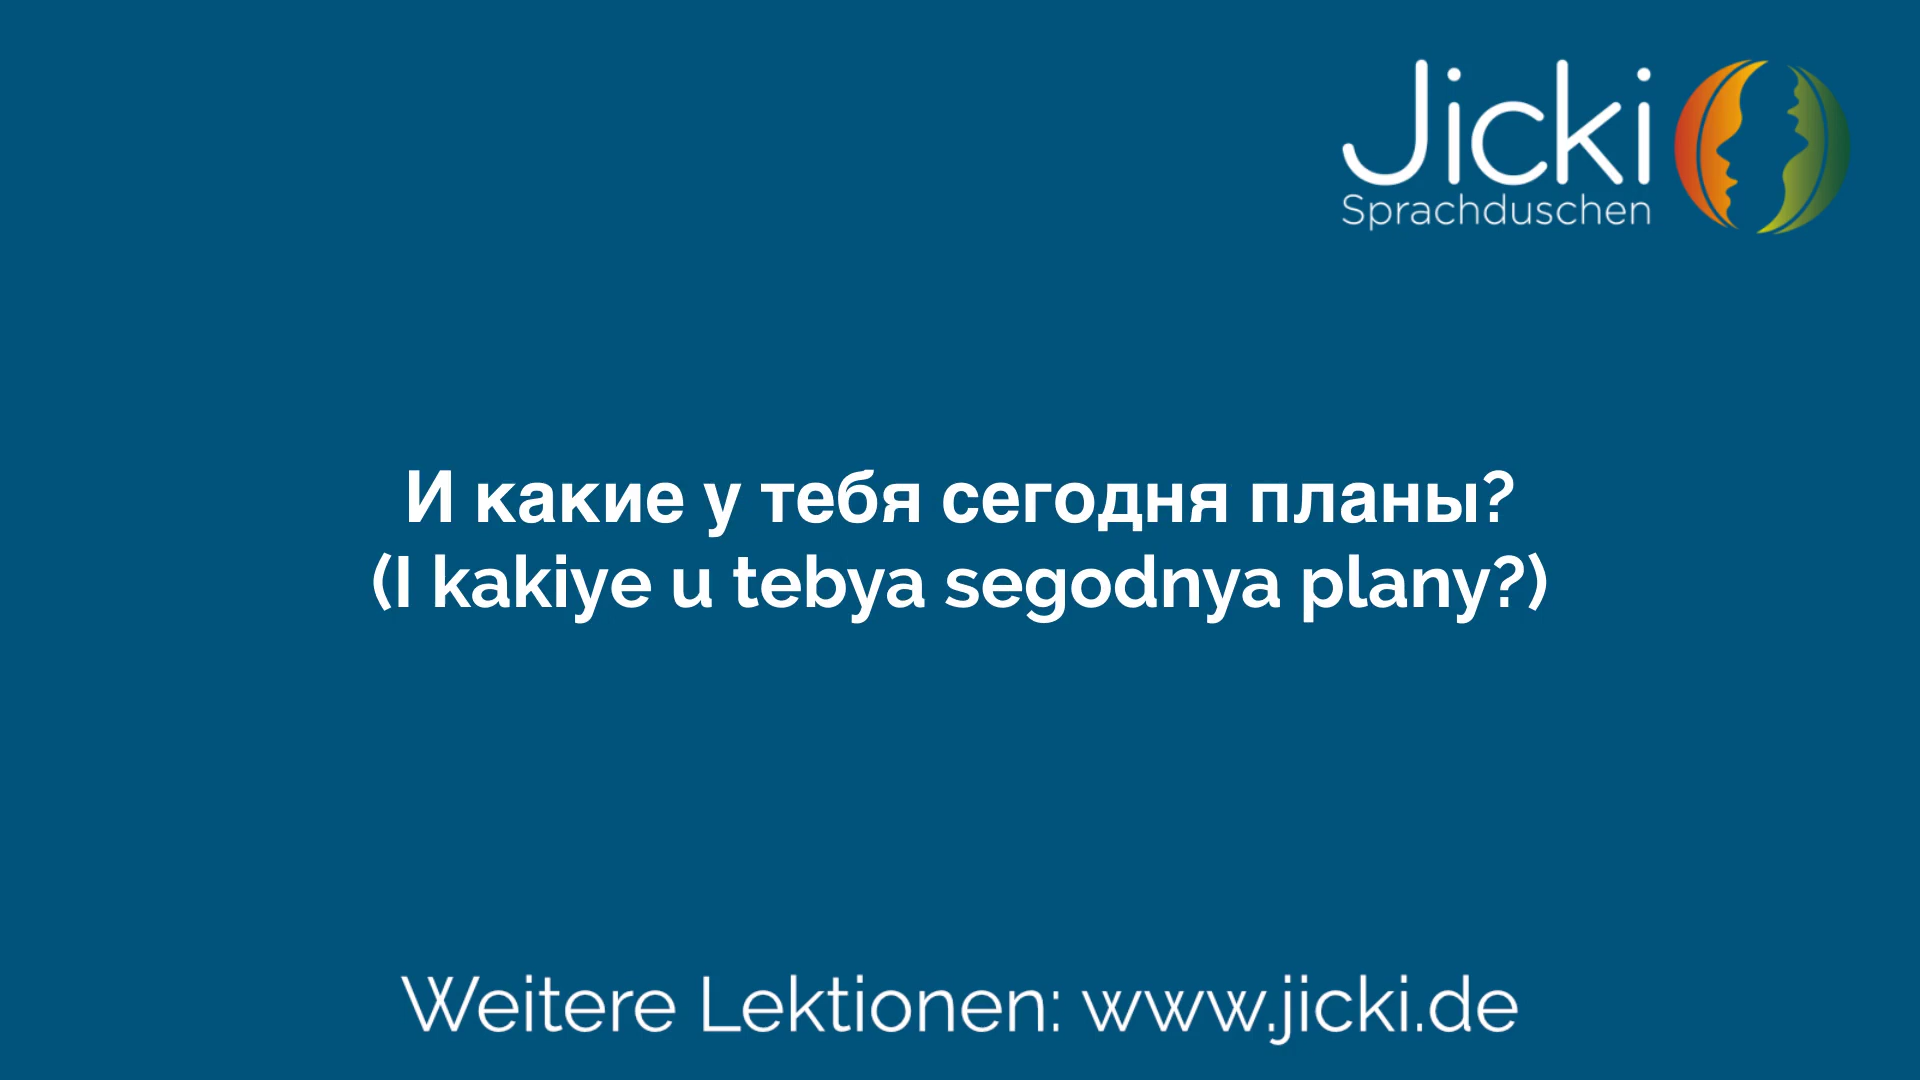 Jicki
Sprachduschen
И какие у тебя сегодня планы?
(I kakiye u tebya segodnya plany?)
Weitere Lektionen: www.jicki.de